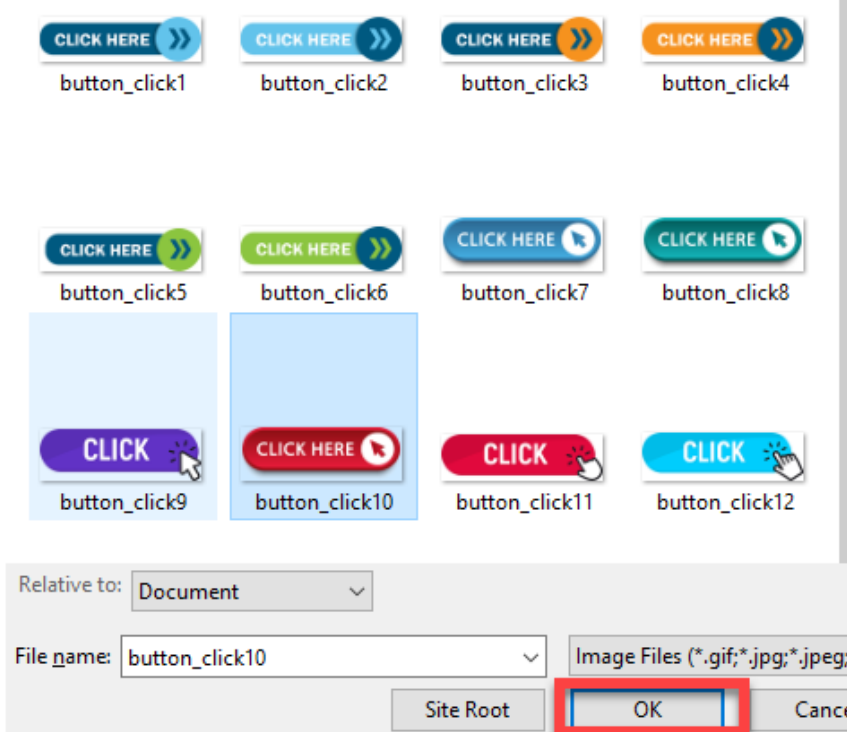 CLICK HERE CLICK HERE CLICK HERE CLICK HERE
button_click1 button_click2 button_click3 button_click4
CLICK HERE CLICK HERE CLICK HERE CLICK HERE
button_click5 button_click6 button_click7 button_click8
CLICK CLICK HERE CLICK CLICK
button_click9 button_click10 button_click11 button_click12
Relative to: Document
File name: button_click10 Image Files (*.gif;*.jpg;*.jpeg;
Site Root OK Cance